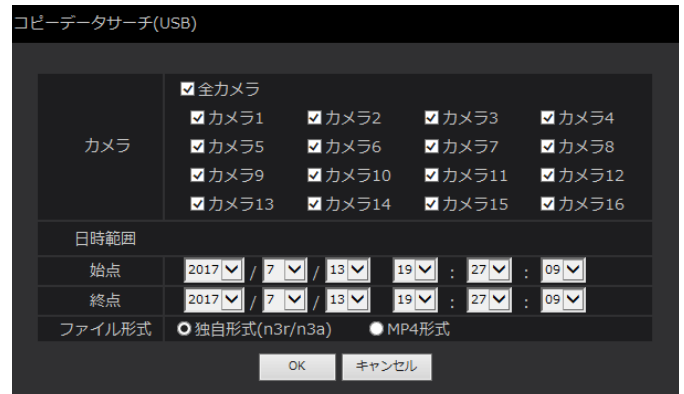 コピーデータサーチ(USB)
全カメラ
カメラ1 カメラ2 カメラ3 カメラ4
カメラ カメラ5 カメラ6 カメラ7 カメラ8
カメラ9 カメラ10 カメラ11 カメラ12
カメラ13 カメラ14 カメラ15 カメラ16
日時範囲
始点 2017 / 7 / 13 19 : 27 : 09
終点 2017 / 7 / 13 19 : 27 : 09
ファイル形式 独自形式(n3r/n3a) MP4形式
OK キャンセル